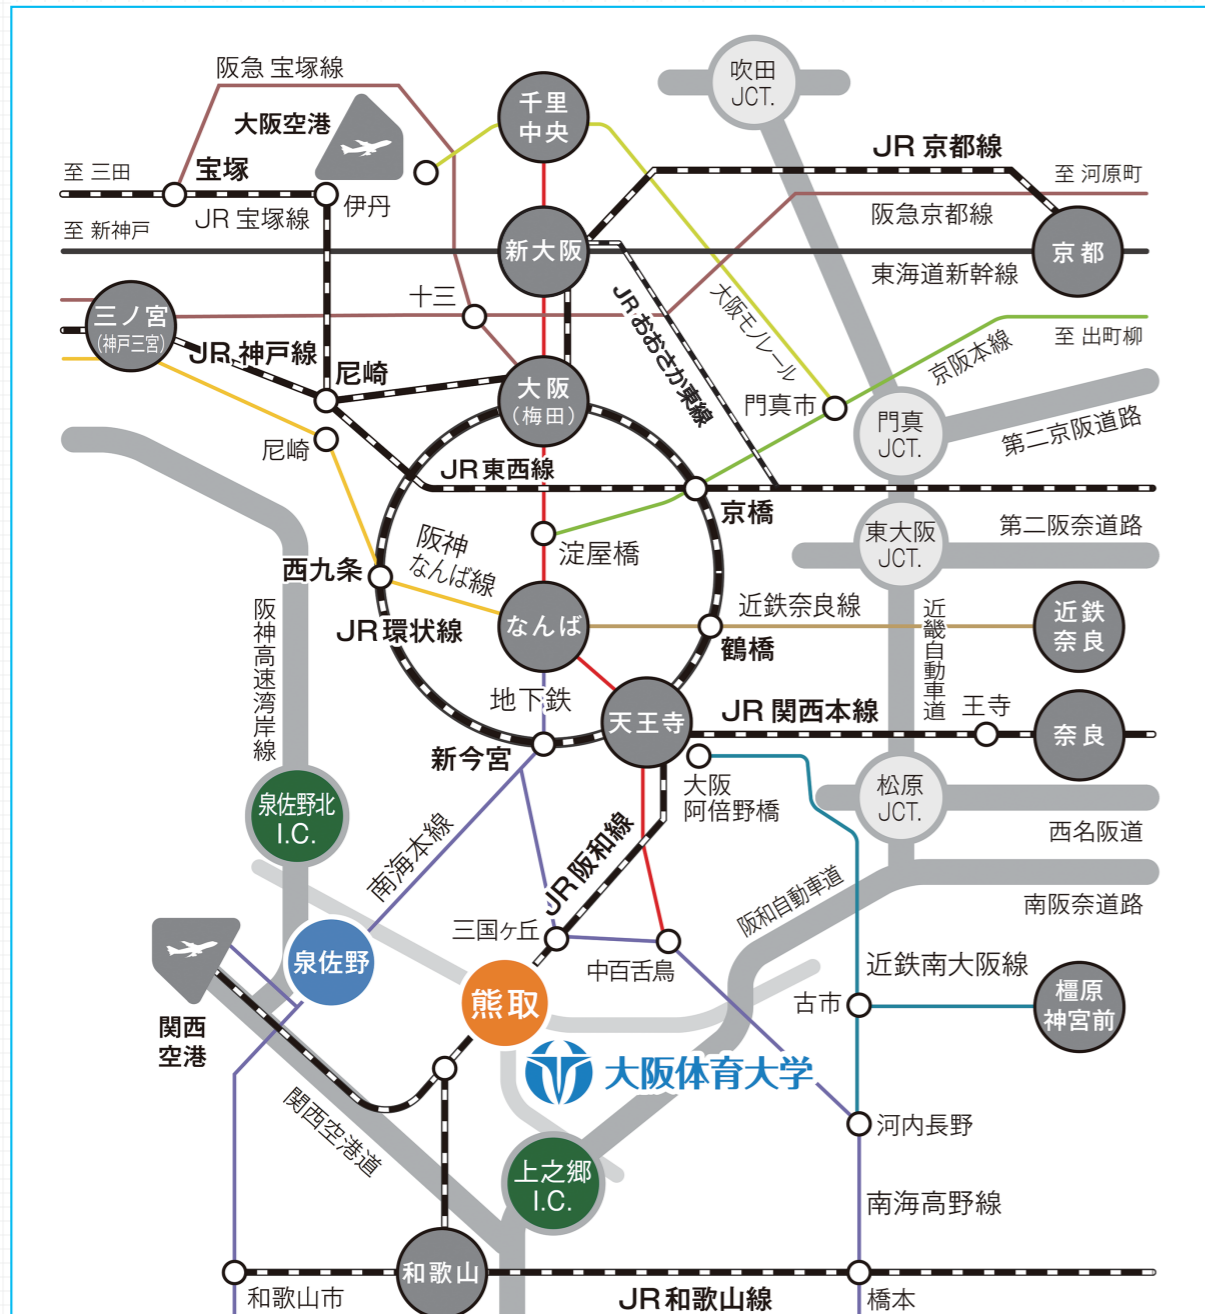 阪急 宝塚線
吹田
JCT.
千里
中央
大阪空港
JR 京都線
宝塚
至 三田
伊丹
至 河原町
JR 宝塚線
阪急京都線
至 新神戸
新大阪
京都
東海道新幹線
十三
大阪モノレール
JRおおさか東線
三ノ宮
(神戸三宮)
至 出町柳
JR 神戸線
京阪本線
尼崎
大阪
(梅田)
門真市
門真
JCT.
第二京阪道路
尼崎
JR 東西線
京橋
東大阪
JCT.
第二阪奈道路
淀屋橋
阪神
なんば線
西九条
近鉄奈良線
近鉄
奈良
なんば
JR 環状線
鶴橋
近畿自動車道
阪神高速湾岸線
地下鉄
天王寺
JR 関西本線
王寺
奈良
新今宮
大阪
阿倍野橋
松原
JCT.
泉佐野北
I.C.
西名阪道
南海本線
JR 阪和線
阪和自動車道
南阪奈道路
三国ヶ丘
中百舌鳥
泉佐野
近鉄南大阪線
熊取
古市
橿原
神宮前
関西
空港
大阪体育大学
関西空港道
河内長野
上之郷
I.C.
南海高野線
和歌山
和歌山市
JR 和歌山線
橋本